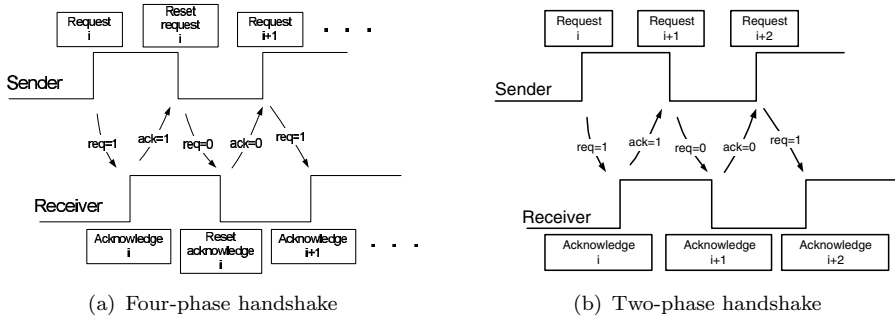 Request
i
Reset
request
i
Request
i+1
. . .
Sender
req=1
ack=1
req=0
ack=0
req=1
Receiver
Acknowledge
i
Reset
acknowledge
i
Acknowledge
i+1
. . .
(a) Four-phase handshake
Request
i
Request
i+1
Request
i+2
Sender
req=1
ack=1
req=0
ack=0
req=1
Receiver
Acknowledge
i
Acknowledge
i+1
Acknowledge
i+2
(b) Two-phase handshake